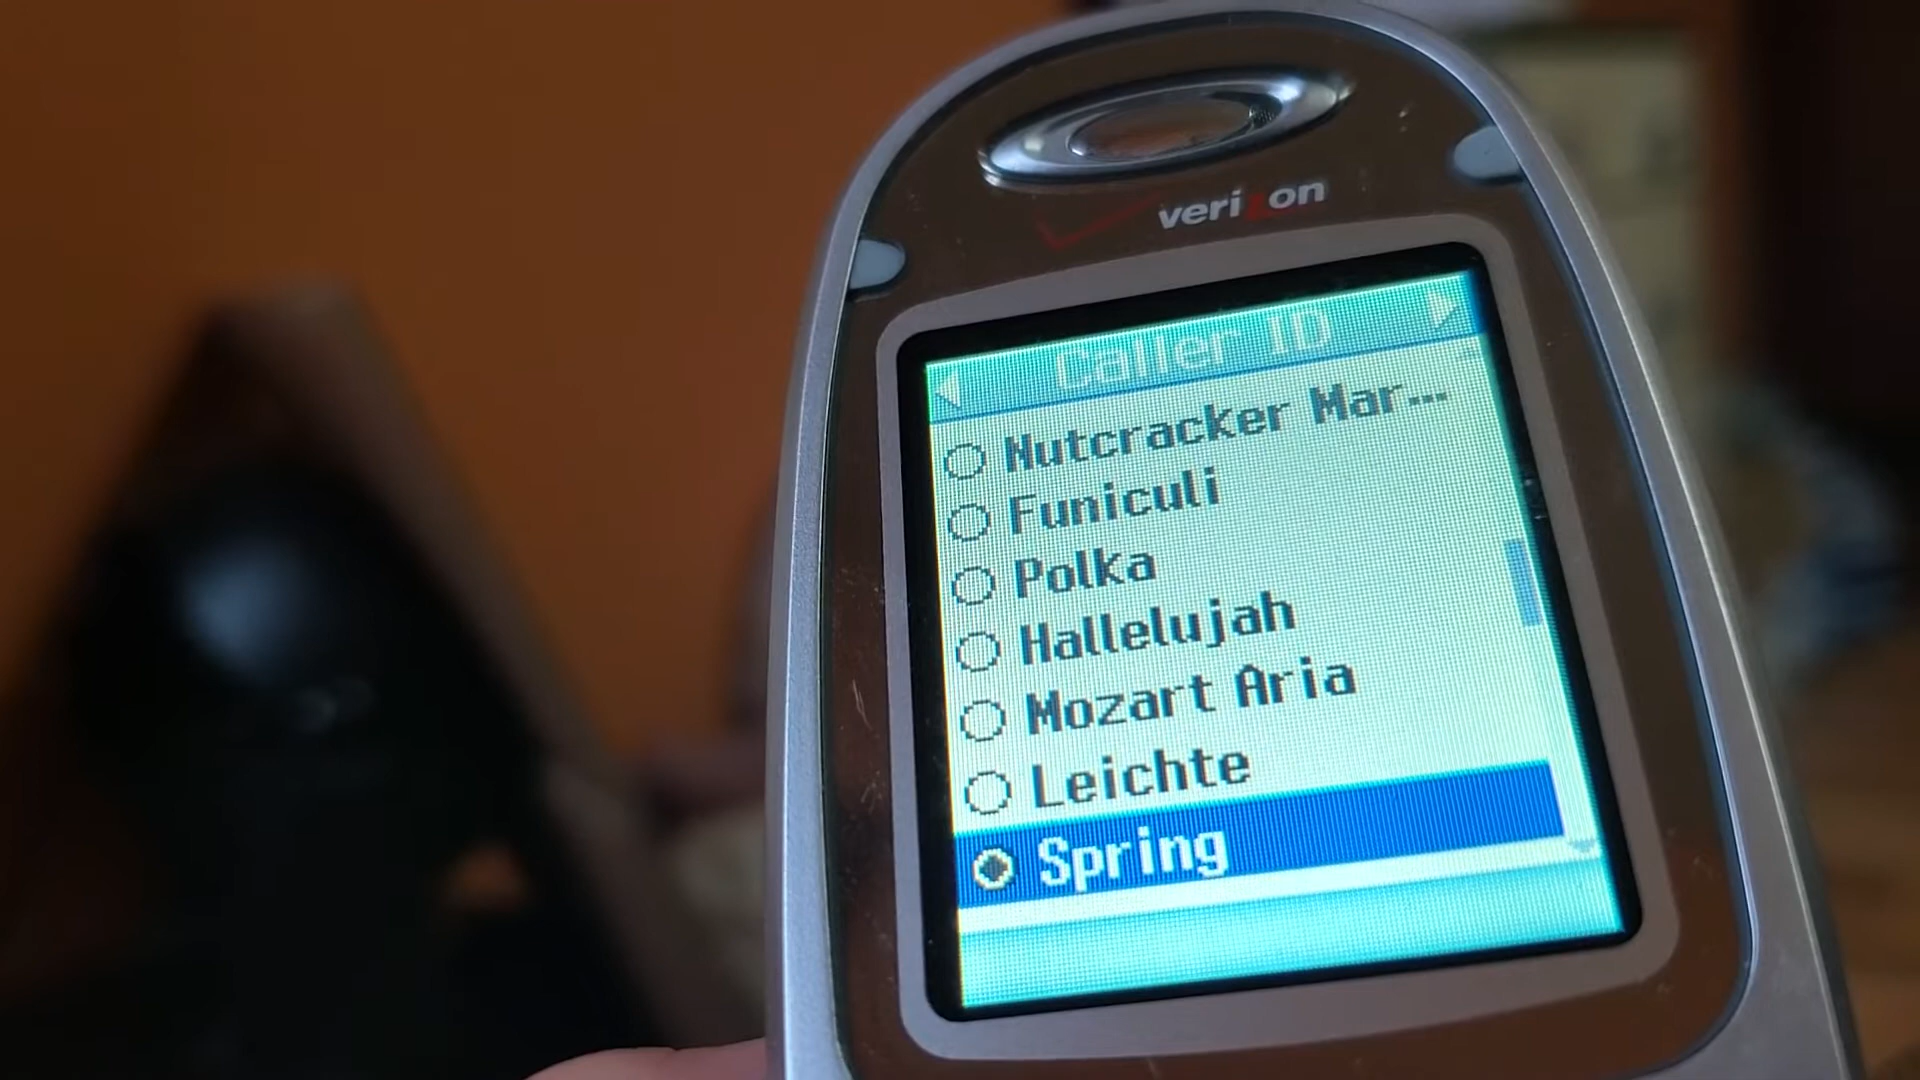 verizon
Caller ID
Nutcracker Mar...
Funiculi
Polka
Hallelujah
Mozart Aria
Leichte
Spring